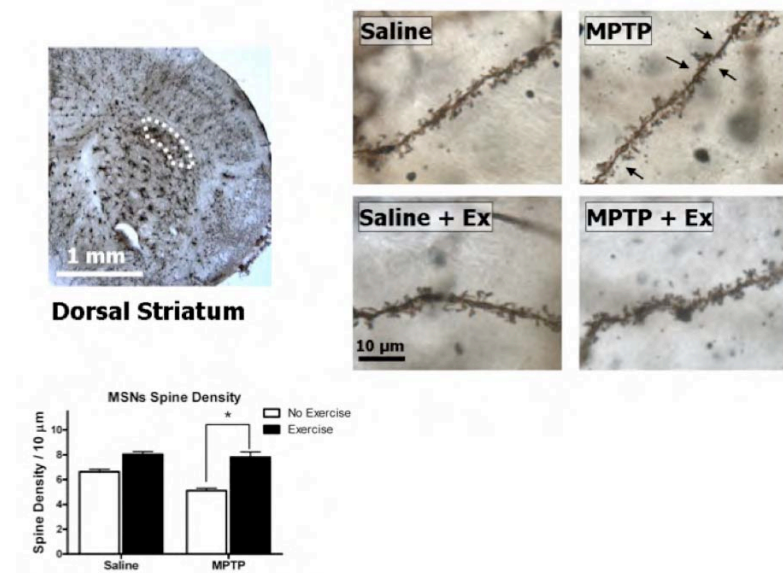 Saline
MPTP
1 mm
Dorsal Striatum
Saline + Ex
MPTP + Ex
10 µm
MSNs Spine Density
No Exercise
Exercise
*
Spine Density / 10 µm
10
8
6
4
2
0
Saline
MPTP